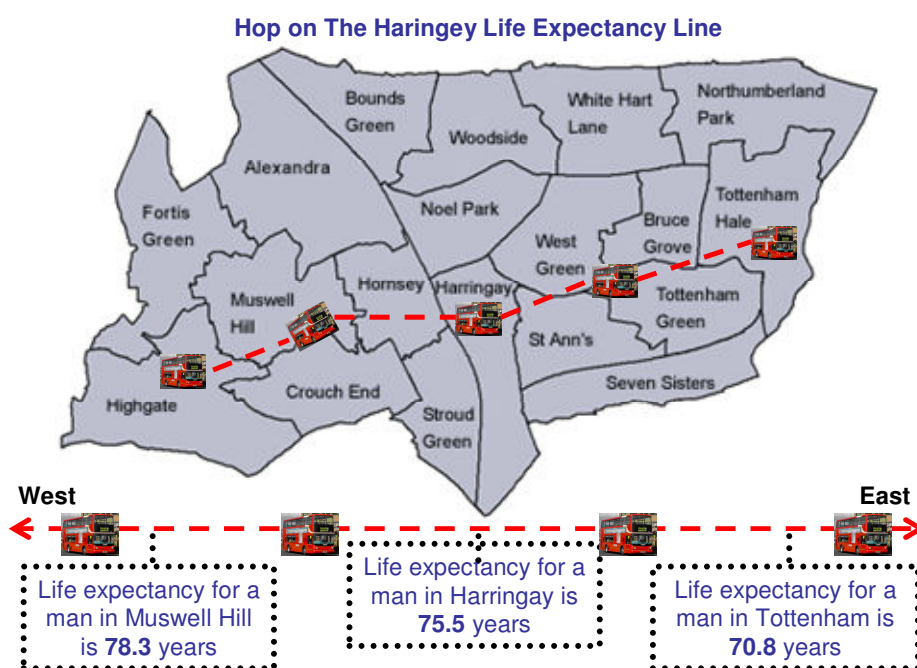 Hop on The Haringey Life Expectancy Line
Bounds
Green
Woodside
White Hart
Lane
Northumberland
Park
Alexandra
Noel Park
Tottenham
Hale
Fortis
Green
West
Green
Bruce
Grove
Muswell
Hill
Hornsey
Harringay
Tottenham
Green
St Ann's
Highgate
Crouch End
Stroud
Green
Seven Sisters
West
East
Life expectancy for a
man in Muswell Hill
is 78.3 years
Life expectancy for a
man in Harringay is
75.5 years
Life expectancy for a
man in Tottenham is
70.8 years